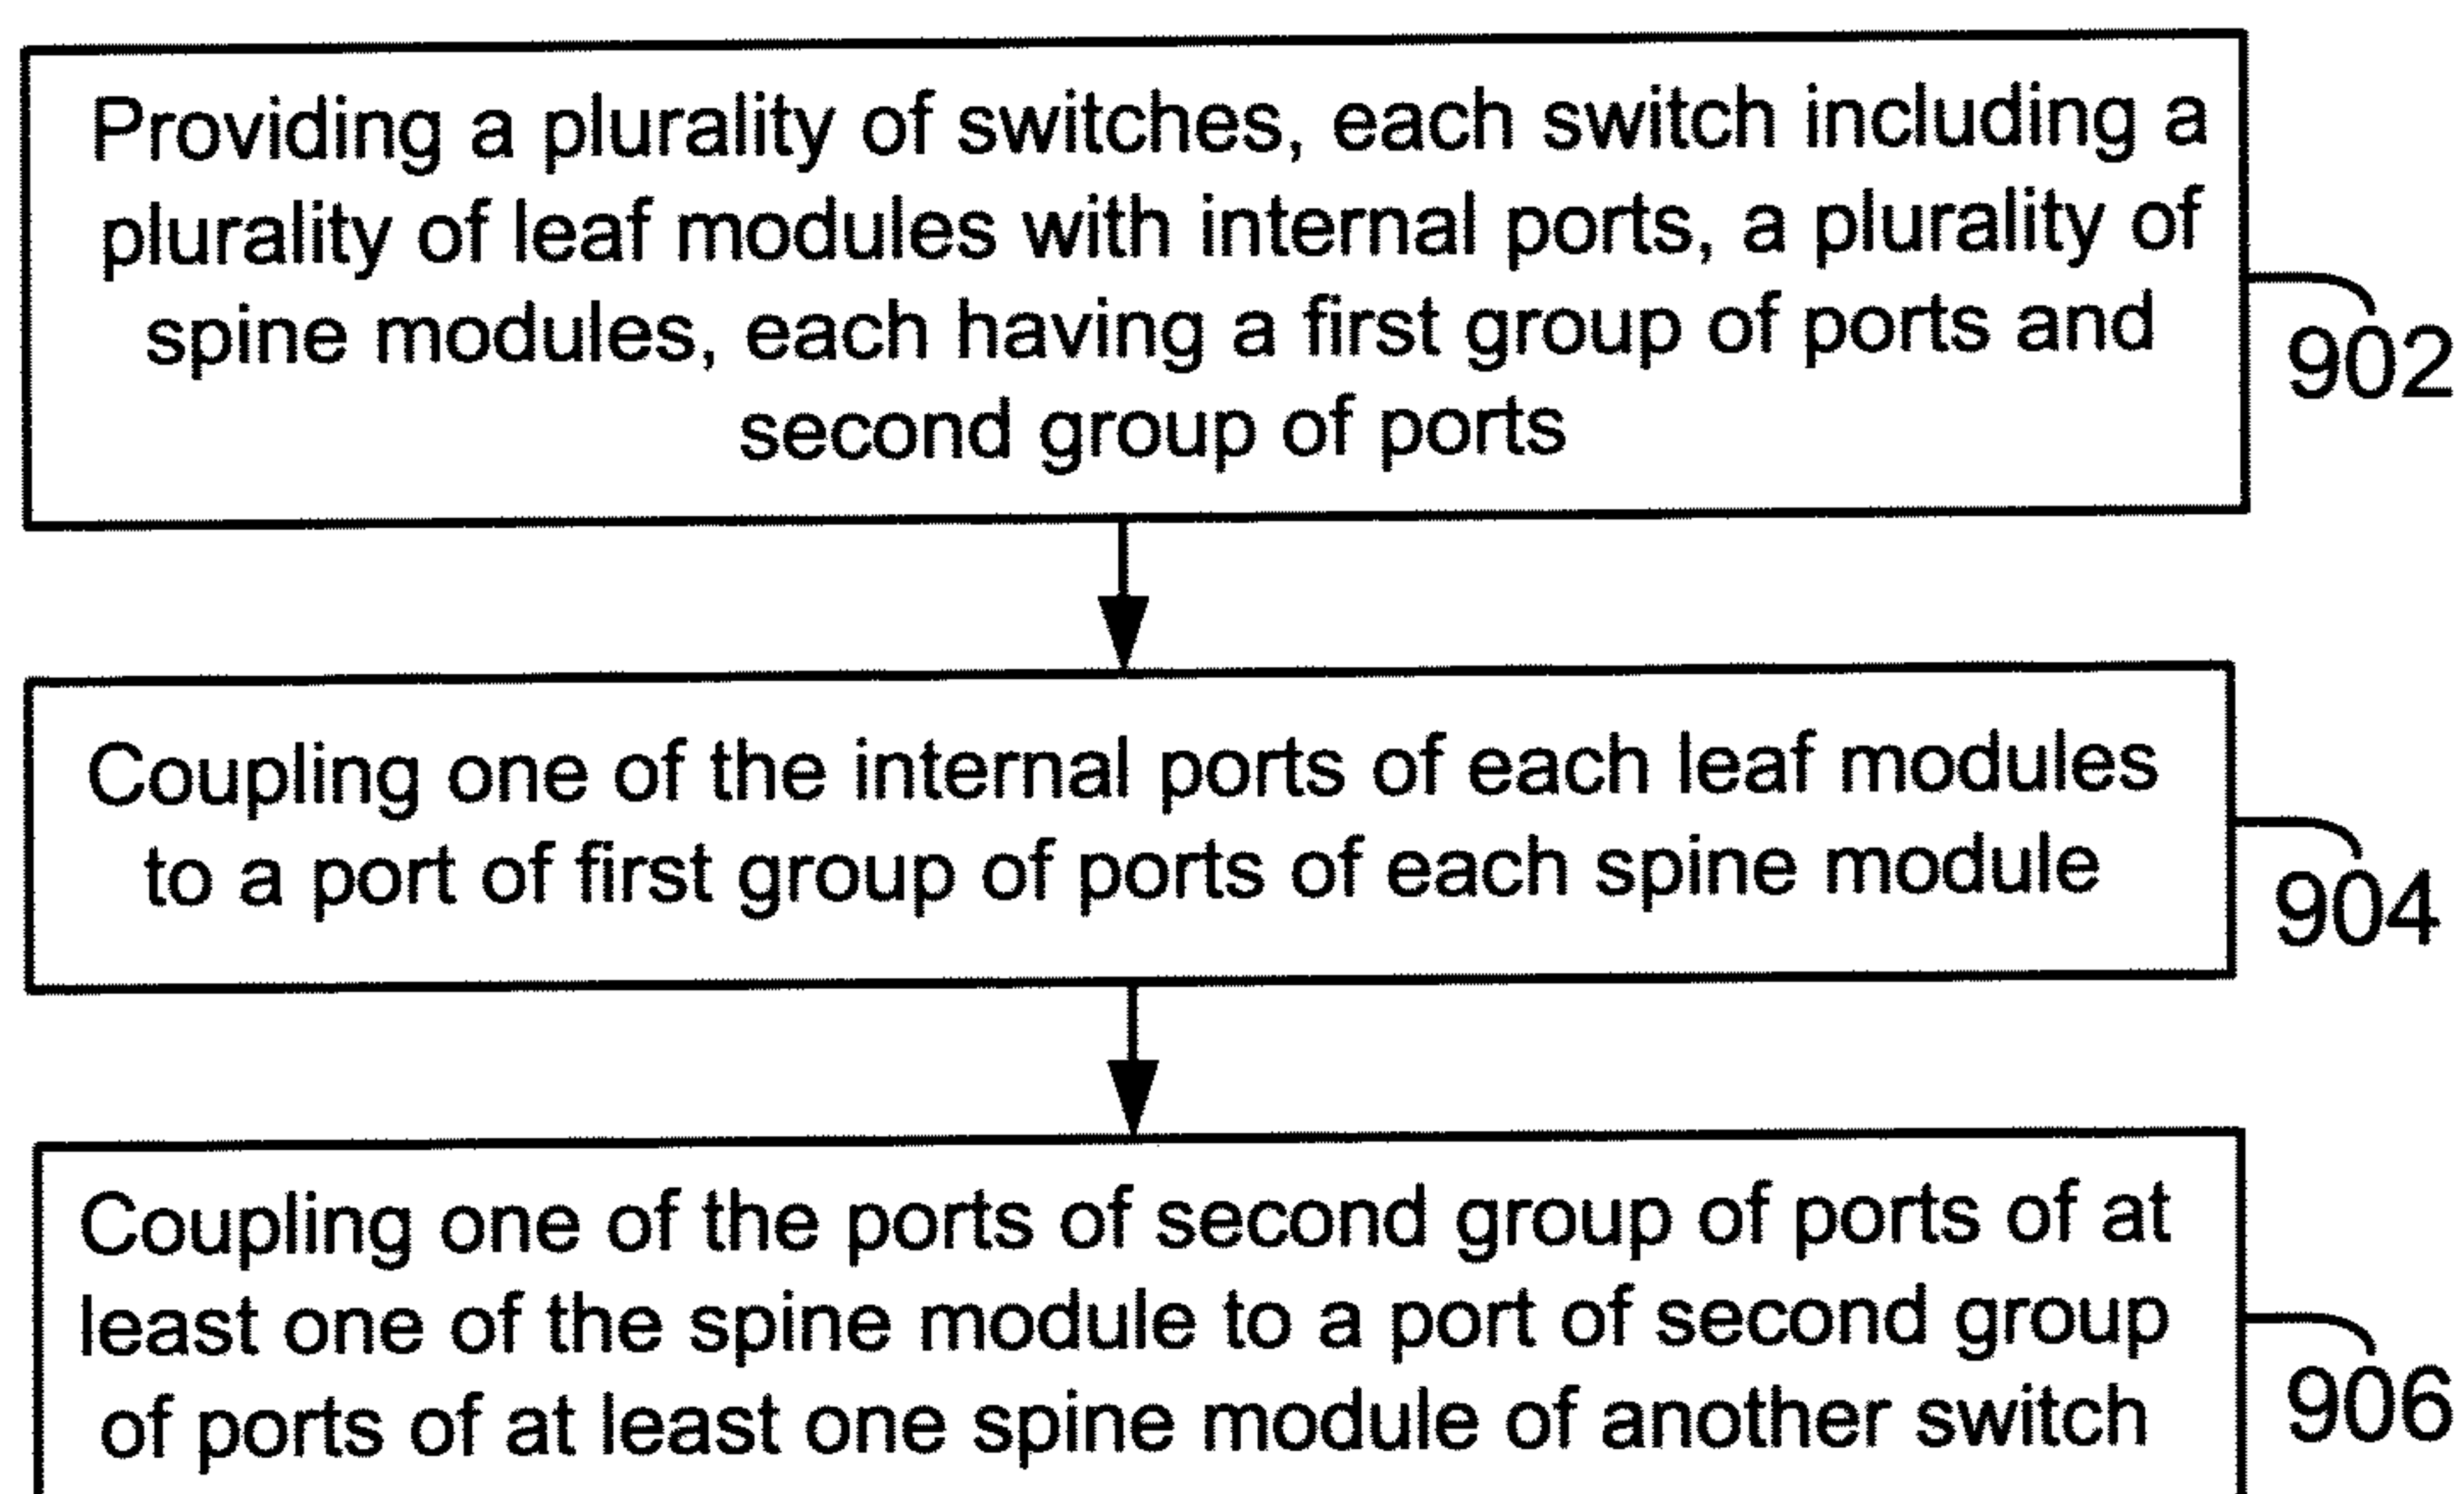 Providing a plurality of switches, each switch including a
plurality of leaf modules with internal ports, a plurality of
spine modules, each having a first group of ports and
second group of ports
902
Coupling one of the internal ports of each leaf modules
to a port of first group of ports of each spine module
904
Coupling one of the ports of second group of ports of at
least one of the spine module to a port of second group
of ports of at least one spine module of another switch
906